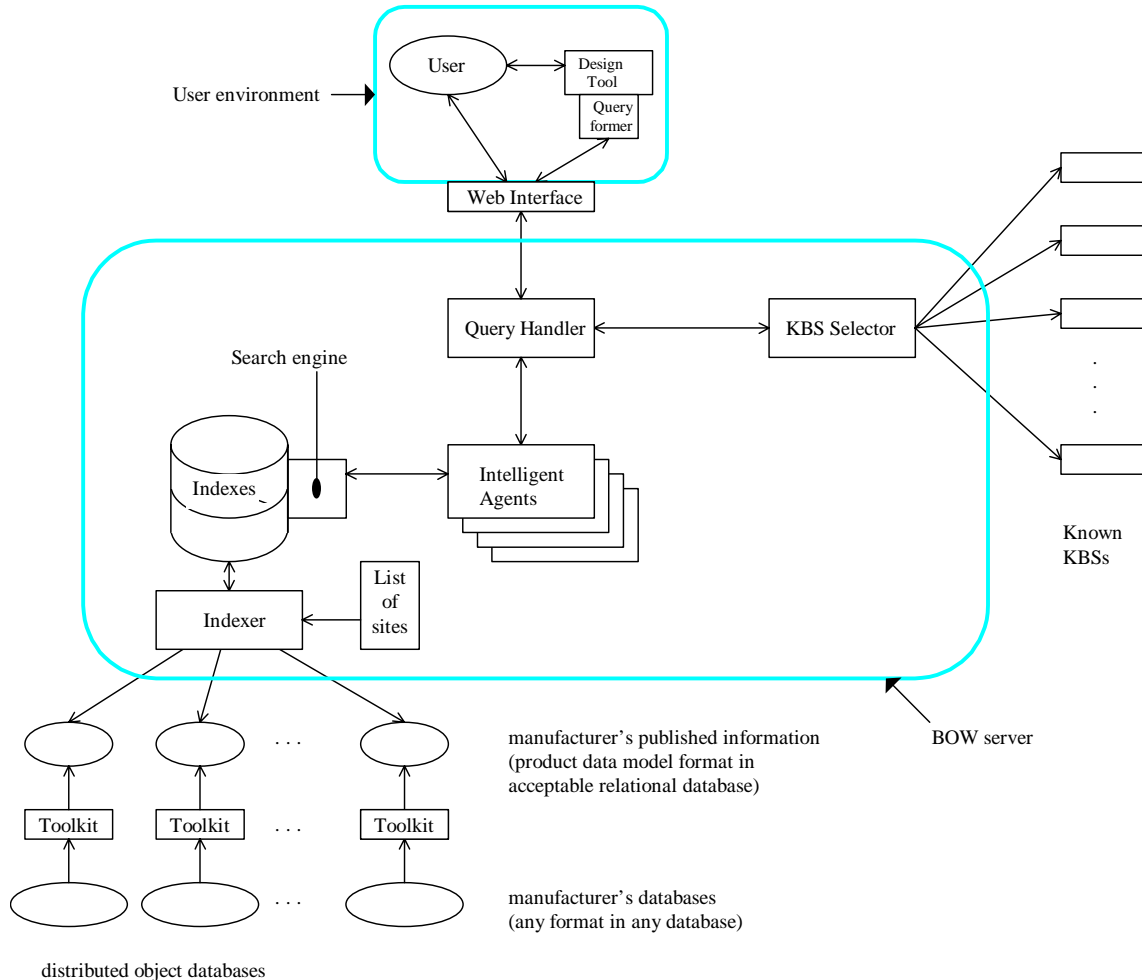 User
Design
Tool
User environment
Query
former
Web Interface
Query Handler
KBS Selector
Search engine
.
.
.
Indexes
Intelligent
Agents
Known
KBSs
List
of
sites
Indexer
BOW server
. . .
manufacturer’s published information
(product data model format in
acceptable relational database)
Toolkit
Toolkit
. . .
Toolkit
. . .
manufacturer’s databases
(any format in any database)
distributed object databases